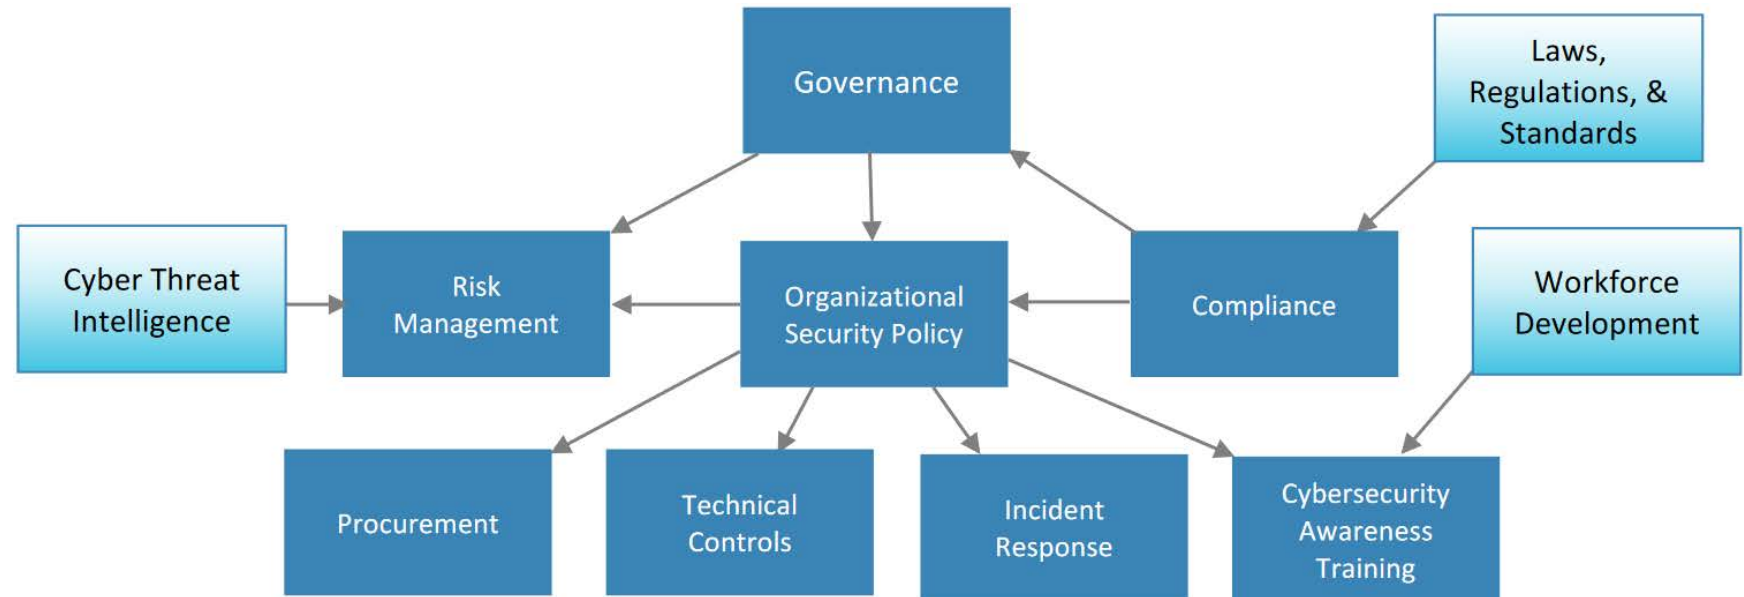 Governance
Laws,
Regulations, &
Standards
Cyber Threat
Intelligence
Risk
Management
Organizational
Security Policy
Compliance
Workforce
Development
Procurement
Technical
Controls
Incident
Response
Cybersecurity
Awareness
Training